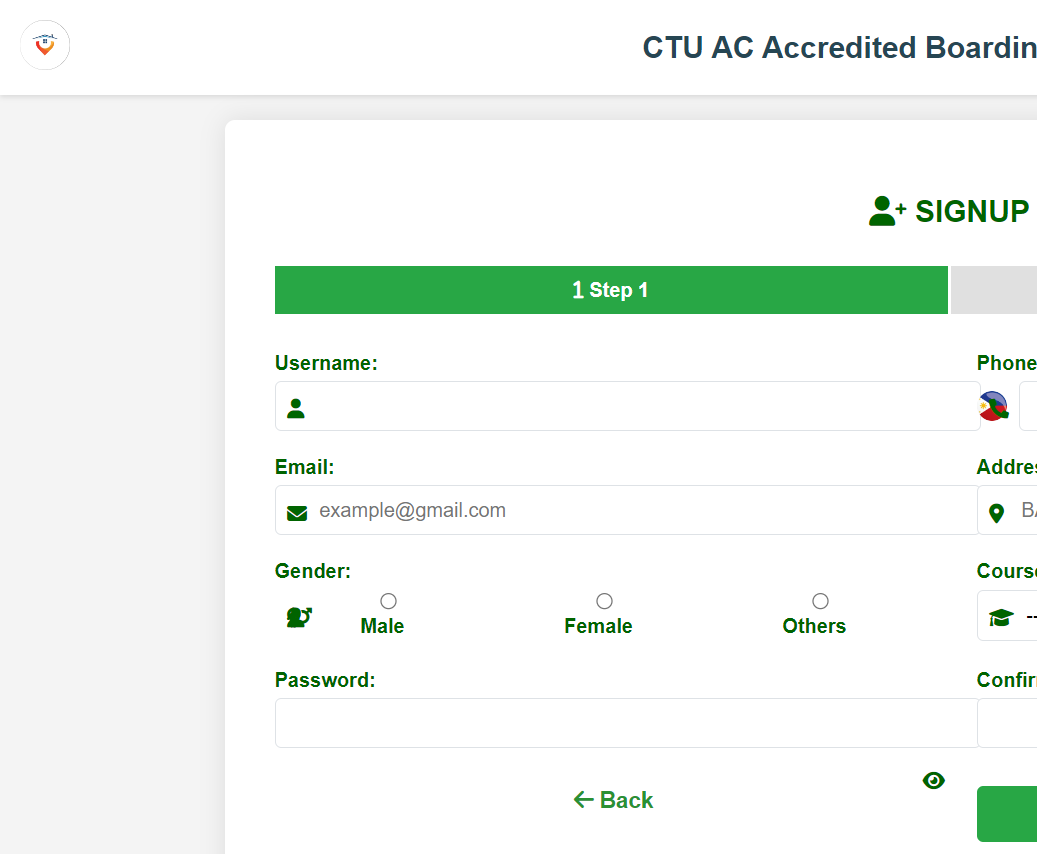 CTU AC Accredited Boardin
SIGNUP
1 Step 1
Username:
Phone
Email:
Addres
example@gmail.com
BA
Gender:
Course
Male
Female
Others
--
Password:
Confir
Back